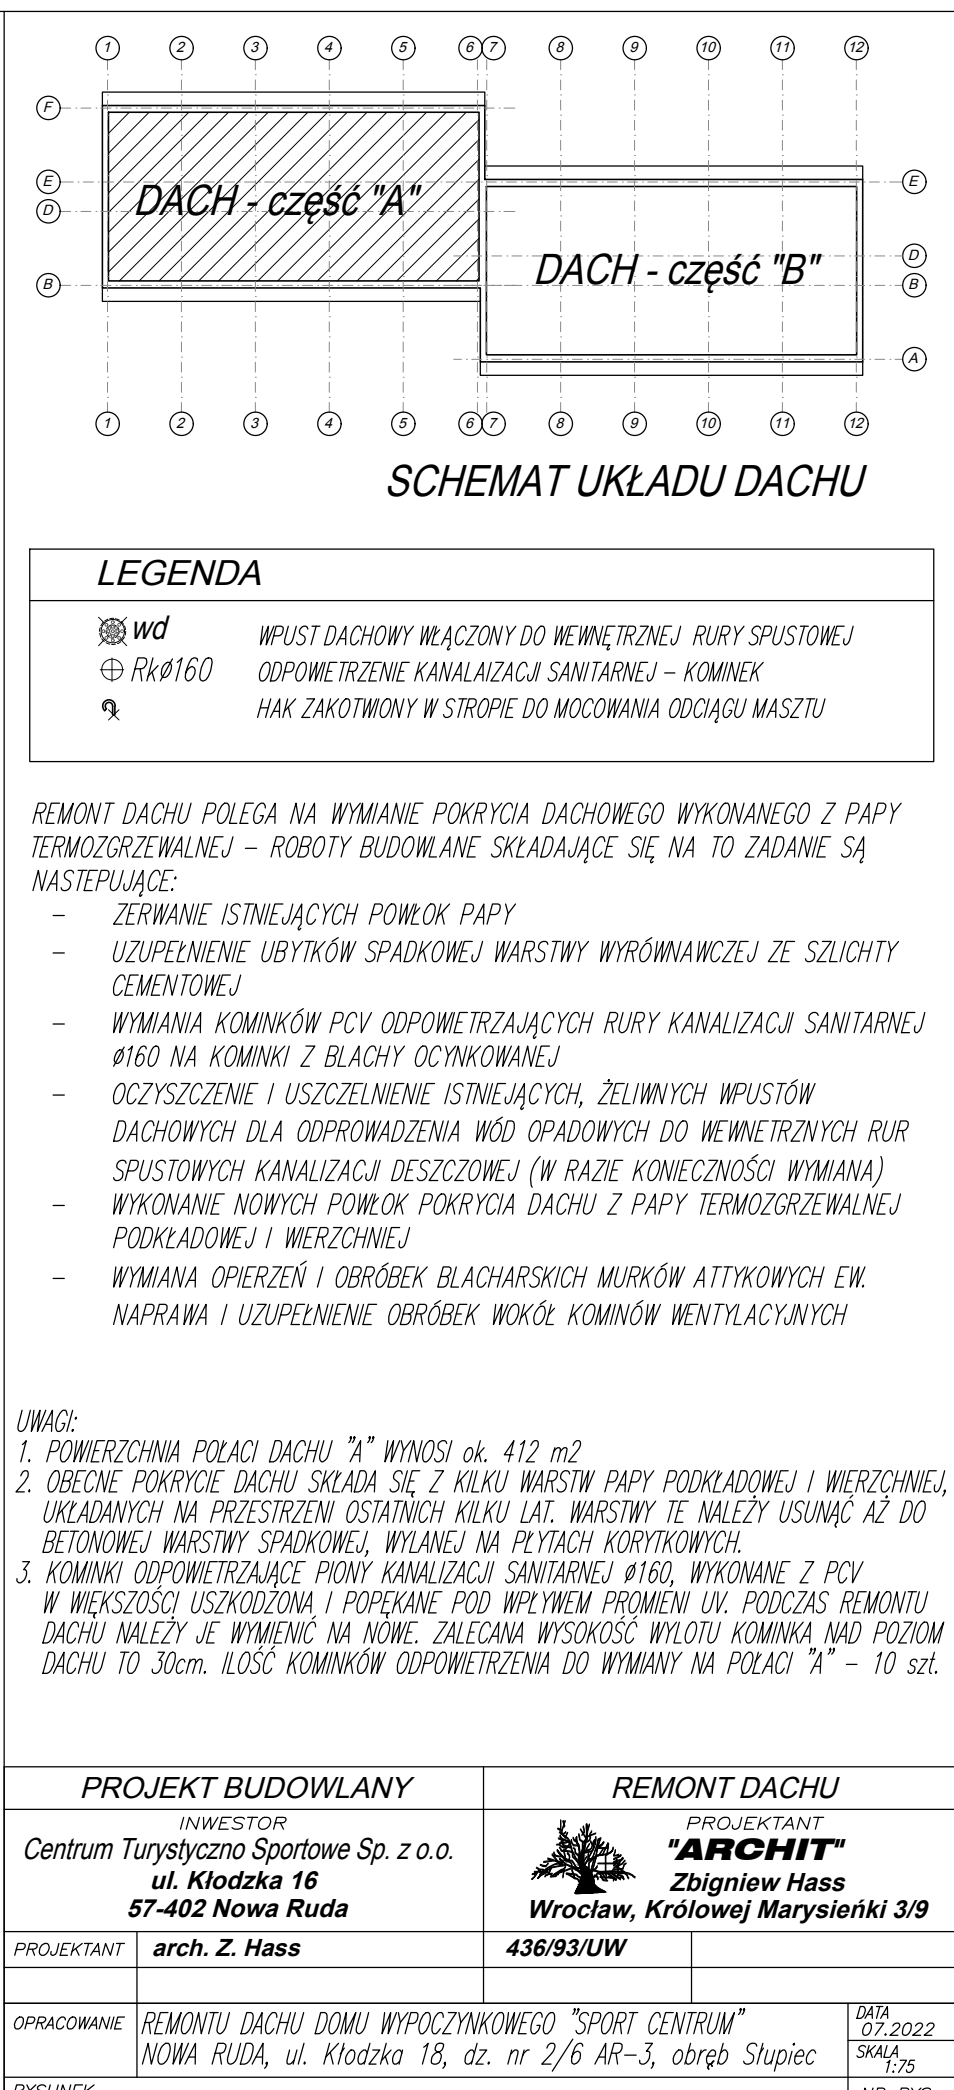 1 2 3 4 5 6 7 8 9 10 11 12
F
E
E
D
DACH - część "A"
D
DACH - część "B"
B
B
A
1 2 3 4 5 6 7 8 9 10 11 12
SCHEMAT UKŁADU DACHU
LEGENDA
wd WPUST DACHOWY WŁĄCZONY DO WEWNĘTRZNEJ RURY SPUSTOWEJ
Rkø160 ODPOWIETRZENIE KANALAIZACJI SANITARNEJ – KOMINEK
HAK ZAKOTWIONY W STROPIE DO MOCOWANIA ODCIĄGU MASZTU
REMONT DACHU POLEGA NA WYMIANIE POKRYCIA DACHOWEGO WYKONANEGO Z PAPY
TERMOZGRZEWALNEJ – ROBOTY BUDOWLANE SKŁADAJĄCE SIĘ NA TO ZADANIE SĄ
NASTEPUJĄCE:
– ZERWANIE ISTNIEJĄCYCH POWŁOK PAPY
– UZUPEŁNIENIE UBYTKÓW SPADKOWEJ WARSTWY WYRÓWNAWCZEJ ZE SZLICHTY
CEMENTOWEJ
– WYMIANIA KOMINKÓW PCV ODPOWIETRZAJĄCYCH RURY KANALIZACJI SANITARNEJ
ø160 NA KOMINKI Z BLACHY OCYNKOWANEJ
– OCZYSZCZENIE I USZCZELNIENIE ISTNIEJĄCYCH, ŻELIWNYCH WPUSTÓW
DACHOWYCH DLA ODPROWADZENIA WÓD OPADOWYCH DO WEWNETRZNYCH RUR
SPUSTOWYCH KANALIZACJI DESZCZOWEJ (W RAZIE KONIECZNOŚCI WYMIANA)
– WYKONANIE NOWYCH POWŁOK POKRYCIA DACHU Z PAPY TERMOZGRZEWALNEJ
PODKŁADOWEJ I WIERZCHNIEJ
– WYMIANA OPIERZEŃ I OBRÓBEK BLACHARSKICH MURKÓW ATTYKOWYCH EW.
NAPRAWA I UZUPEŁNIENIE OBRÓBEK WOKÓŁ KOMINÓW WENTYLACYJNYCH
UWAGI:
1. POWIERZCHNIA POŁACI DACHU "A" WYNOSI ok. 412 m2
2. OBECNE POKRYCIE DACHU SKŁADA SIĘ Z KILKU WARSTW PAPY PODKŁADOWEJ I WIERZCHNIEJ,
UKŁADANYCH NA PRZESTRZENI OSTATNICH KILKU LAT. WARSTWY TE NALEŻY USUNĄĆ AŻ DO
BETONOWEJ WARSTWY SPADKOWEJ, WYLANEJ NA PŁYTACH KORYTKOWYCH.
3. KOMINKI ODPOWIETRZAJĄCE PIONY KANALIZACJI SANITARNEJ ø160, WYKONANE Z PCV
W WIĘKSZOŚCI USZKODZONA I POPĘKANE POD WPŁYWEM PROMIENI UV. PODCZAS REMONTU
DACHU NALEŻY JE WYMIENIĆ NA NOWE. ZALECANA WYSOKOŚĆ WYLOTU KOMINKA NAD POZIOM
DACHU TO 30cm. ILOŚĆ KOMINKÓW ODPOWIETRZENIA DO WYMIANY NA POŁACI "A" – 10 szt.
PROJEKT BUDOWLANY
REMONT DACHU
INWESTOR
Centrum Turystyczno Sportowe Sp. z o.o.
ul. Kłodzka 16
57-402 Nowa Ruda
PROJEKTANT
"ARCHIT"
Zbigniew Hass
Wrocław, Królowej Marysieńki 3/9
PROJEKTANT arch. Z. Hass 436/93/UW
OPRACOWANIE REMONTU DACHU DOMU WYPOCZYNKOWEGO "SPORT CENTRUM"
NOWA RUDA, ul. Kłodzka 18, dz. nr 2/6 AR–3, obręb Słupiec
DATA
07.2022
SKALA
1:75